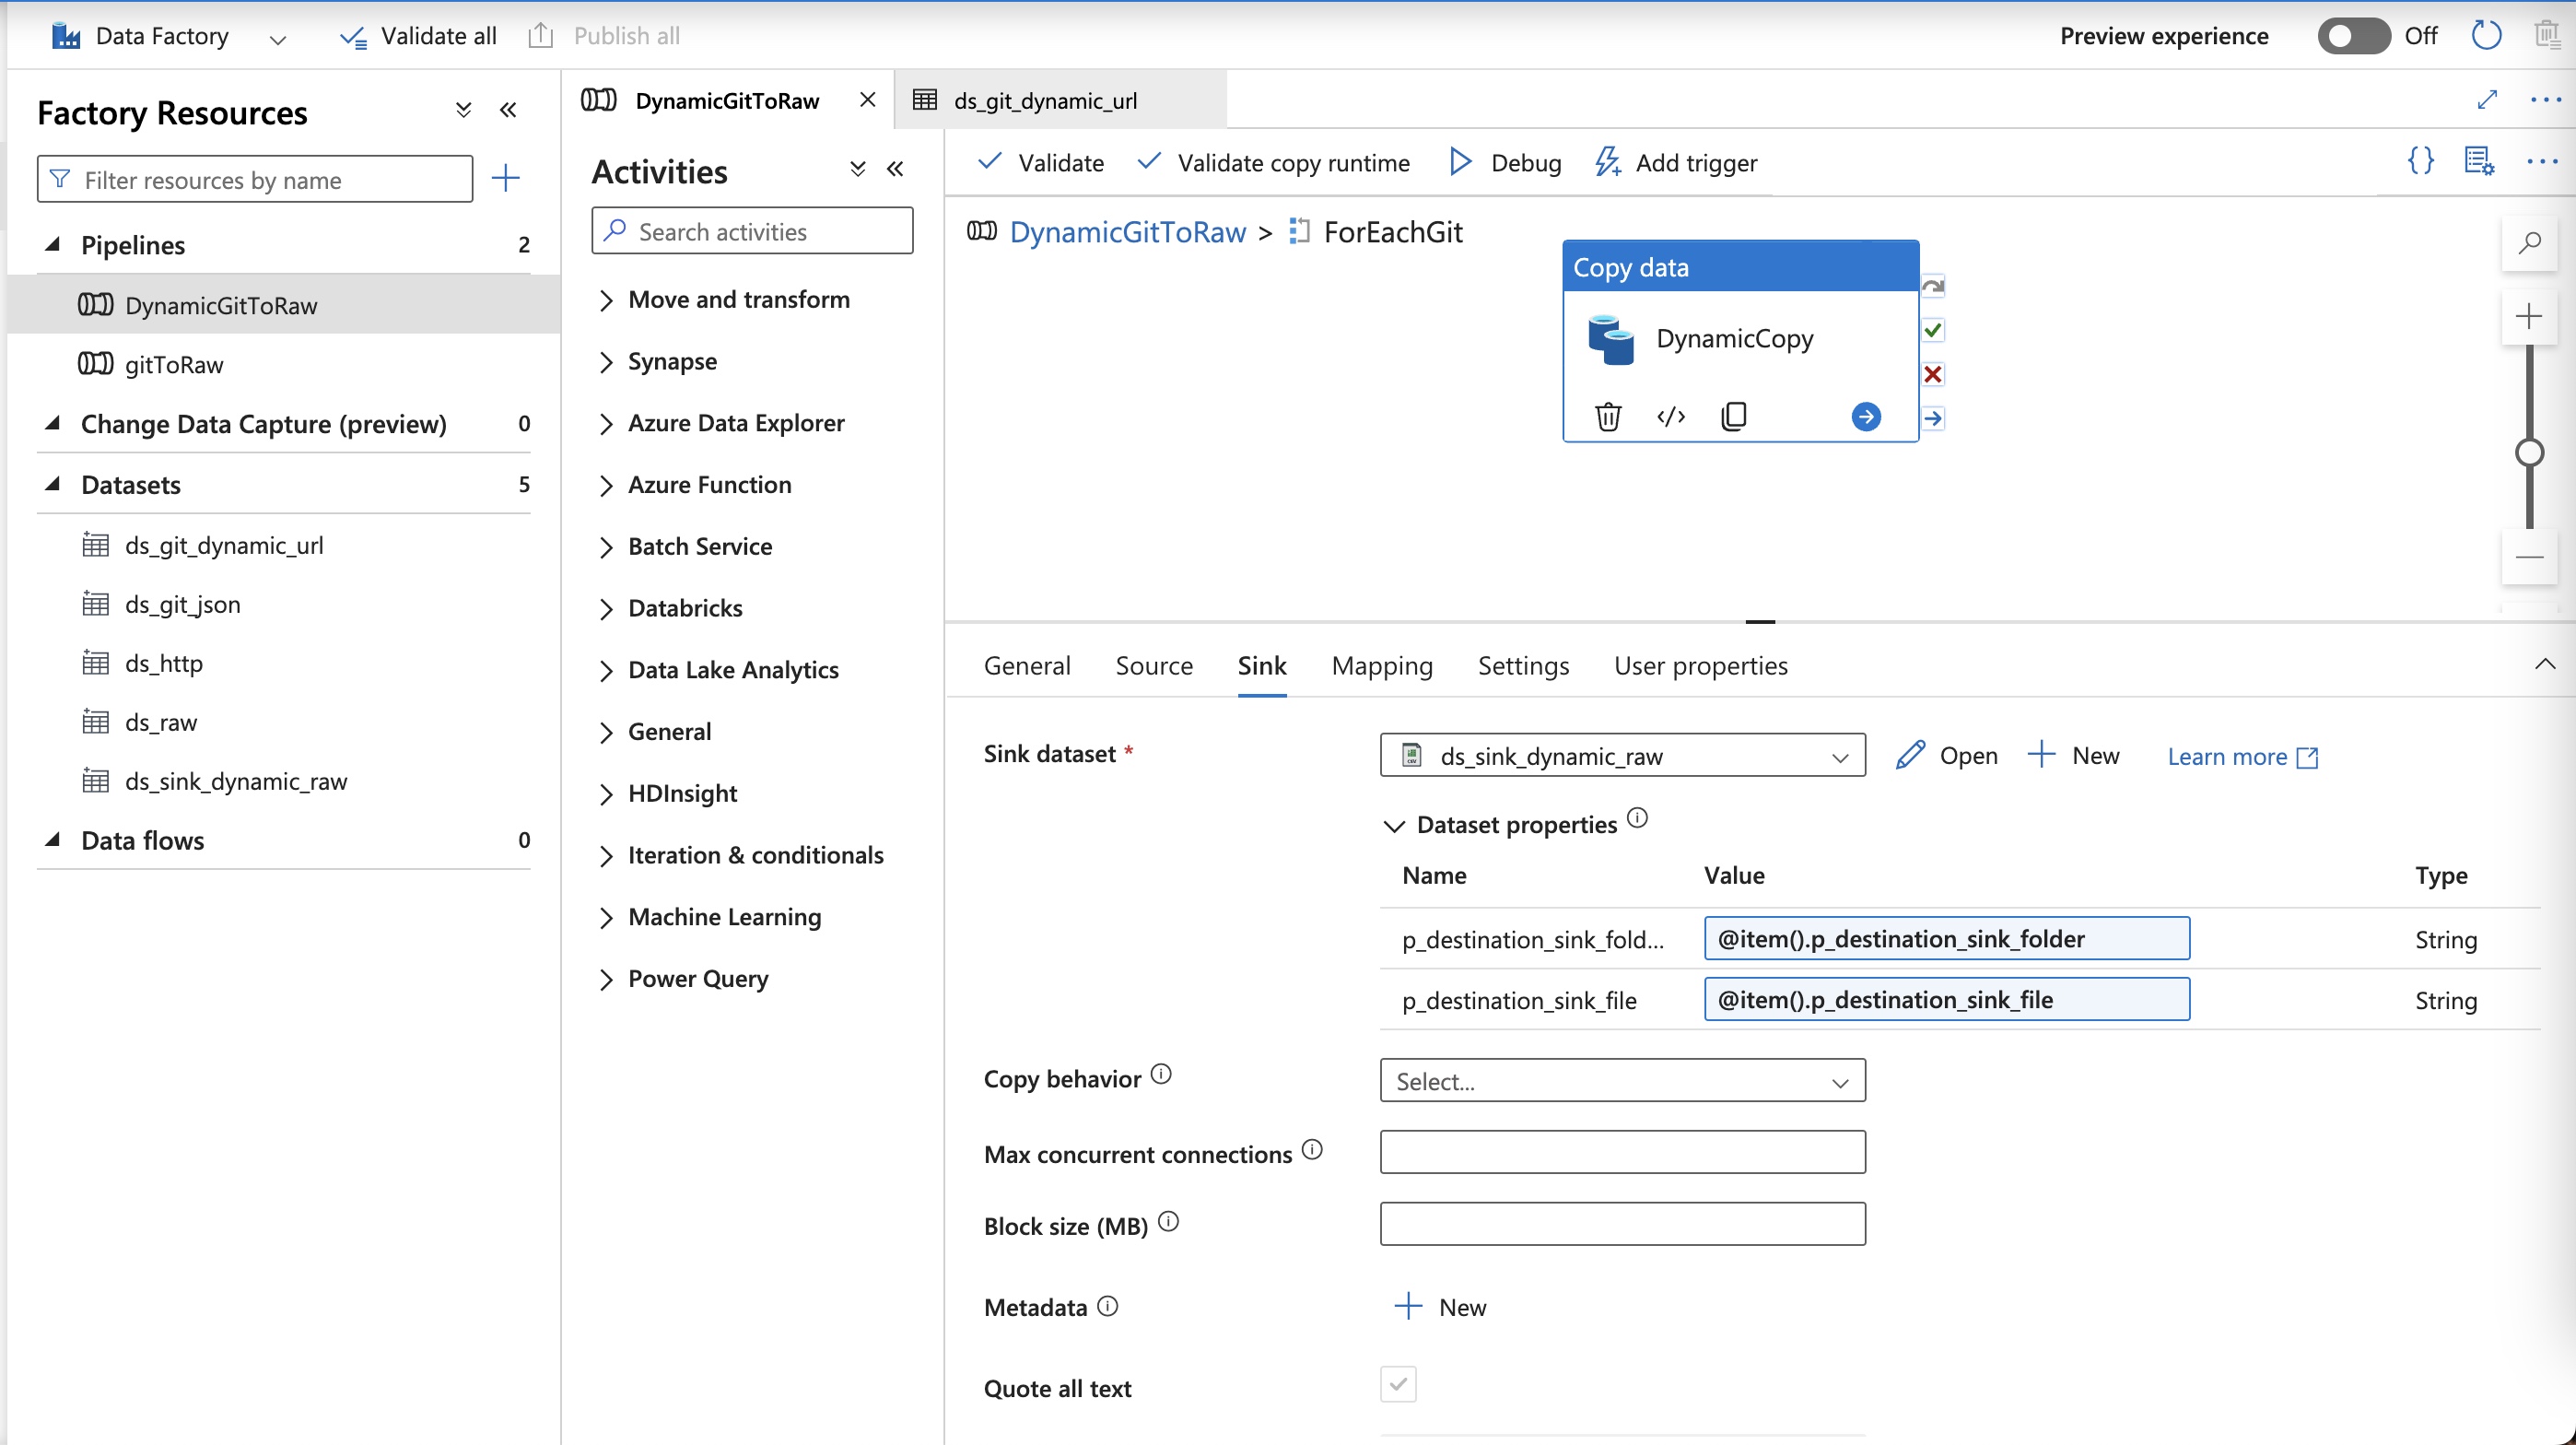 Data Factory
Validate all
Publish all
Preview experience
Off
Factory Resources
Filter resources by name
Pipelines 2
DynamicGitToRaw
gitToRaw
Change Data Capture (preview) 0
Datasets 5
ds_git_dynamic_url
ds_git_json
ds_http
ds_raw
ds_sink_dynamic_raw
Data flows 0
DynamicGitToRaw
ds_git_dynamic_url
Activities
Search activities
Move and transform
Synapse
Azure Data Explorer
Azure Function
Batch Service
Databricks
Data Lake Analytics
General
HDInsight
Iteration & conditionals
Machine Learning
Power Query
Validate
Validate copy runtime
Debug
Add trigger
DynamicGitToRaw > ForEachGit
Copy data
DynamicCopy
General
Source
Sink
Mapping
Settings
User properties
Sink dataset *
ds_sink_dynamic_raw
Open
New
Learn more
Dataset properties
Name Value Type
p_destination_sink_fold... @item().p_destination_sink_folder String
p_destination_sink_file @item().p_destination_sink_file String
Copy behavior
Select...
Max concurrent connections
Block size (MB)
Metadata
New
Quote all text